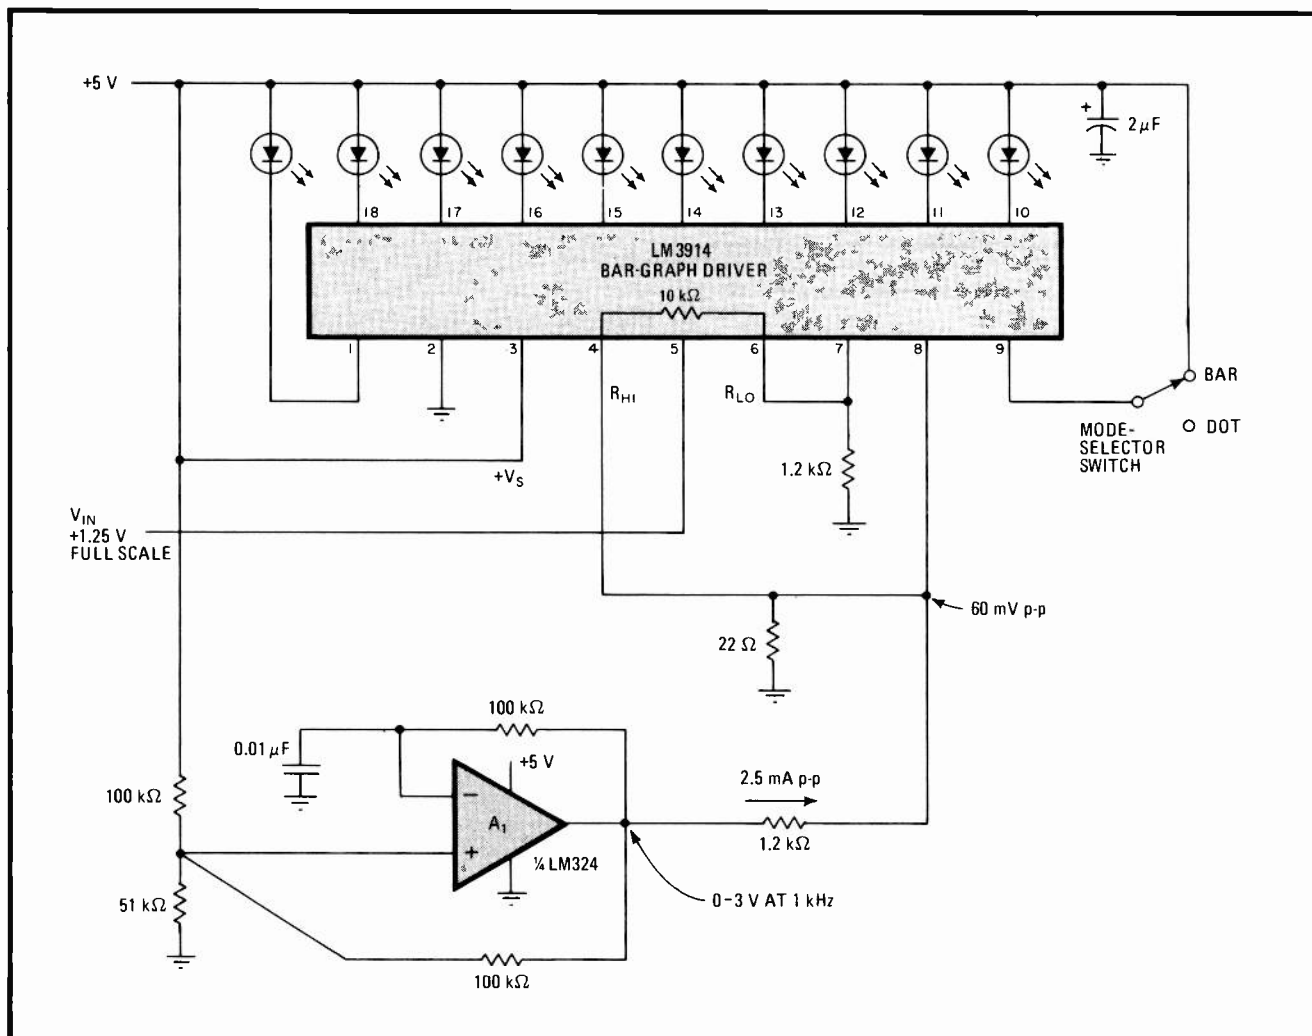 +5 V
+
2 µF
18
17
16
15
14
13
12
11
10
LM3914
BAR-GRAPH DRIVER
10 kΩ
1
2
3
4
5
6
7
8
9
R_HI
R_LO
BAR
DOT
MODE-
SELECTOR
SWITCH
1.2 kΩ
+V_S
V_IN
+1.25 V
FULL SCALE
60 mV p-p
22 Ω
100 kΩ
0.01 µF
+5 V
2.5 mA p-p
100 kΩ
−
A_1
+
¼ LM324
1.2 kΩ
51 kΩ
0-3 V AT 1 kHz
100 kΩ